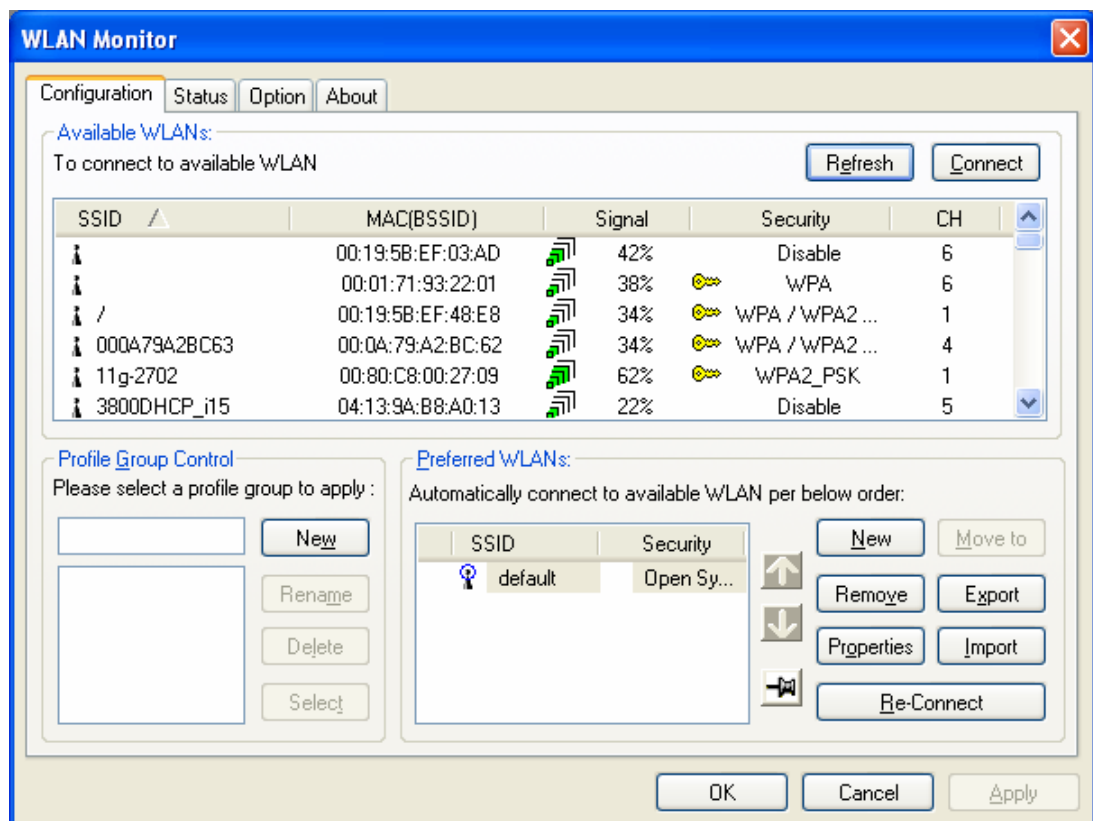 WLAN Monitor
Configuration Status Option About
Available WLANs:
To connect to available WLAN
Refresh Connect
SSID MAC(BSSID) Signal Security CH
00:19:5B:EF:03:AD 42% Disable 6
00:01:71:93:22:01 38% WPA 6
/ 00:19:5B:EF:48:E8 34% WPA / WPA2 ... 1
000A79A2BC63 00:0A:79:A2:BC:62 34% WPA / WPA2 ... 4
11g-2702 00:80:C8:00:27:09 62% WPA2_PSK 1
3800DHCP_i15 04:13:9A:B8:A0:13 22% Disable 5
Profile Group Control
Please select a profile group to apply :
New
Rename
Delete
Select
Preferred WLANs:
Automatically connect to available WLAN per below order:
SSID Security
default Open Sy...
New Move to
Remove Export
Properties Import
Re-Connect
OK Cancel Apply